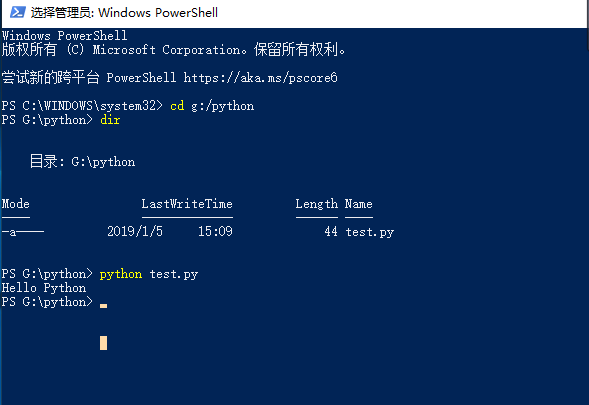 选择管理员: Windows PowerShell
Windows PowerShell
版权所有 (C) Microsoft Corporation。保留所有权利。
尝试新的跨平台 PowerShell https://aka.ms/pscore6
PS C:\WINDOWS\system32> cd g:/python
PS G:\python> dir
目录: G:\python
Mode LastWriteTime Length Name
---- ------------- ------ ----
-a---- 2019/1/5 15:09 44 test.py
PS G:\python> python test.py
Hello Python
PS G:\python>